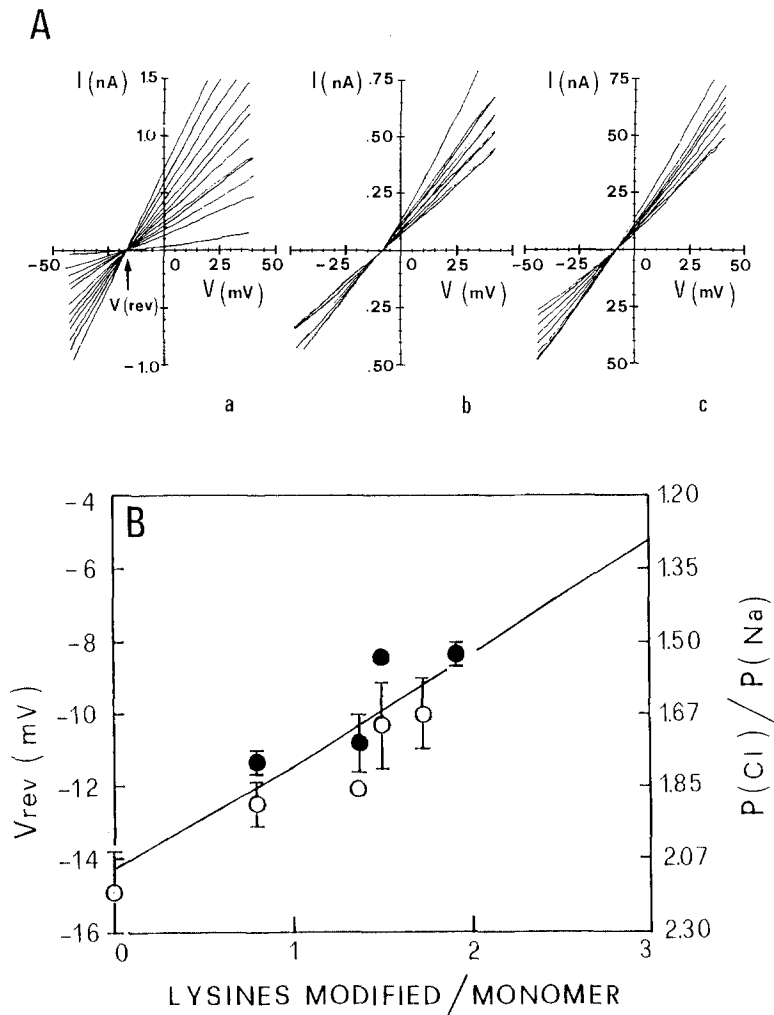 A
I (nA) 1.5
1.0
-50 0 50
V (rev) V (mV)
-1.0
a
I (nA) .75
.50
.25
-25 0 25
V (mV)
.25
.50
b
I (nA) 75
50
25
-50 0 50
V (mV)
25
50
c
B
Vrev (mV)
-4
-6
-8
-10
-12
-14
-16
0 1 2 3
LYSINES MODIFIED/MONOMER
1.20
1.35
1.50
1.67
1.85
2.07
2.30
P(Cl)/P(Na)